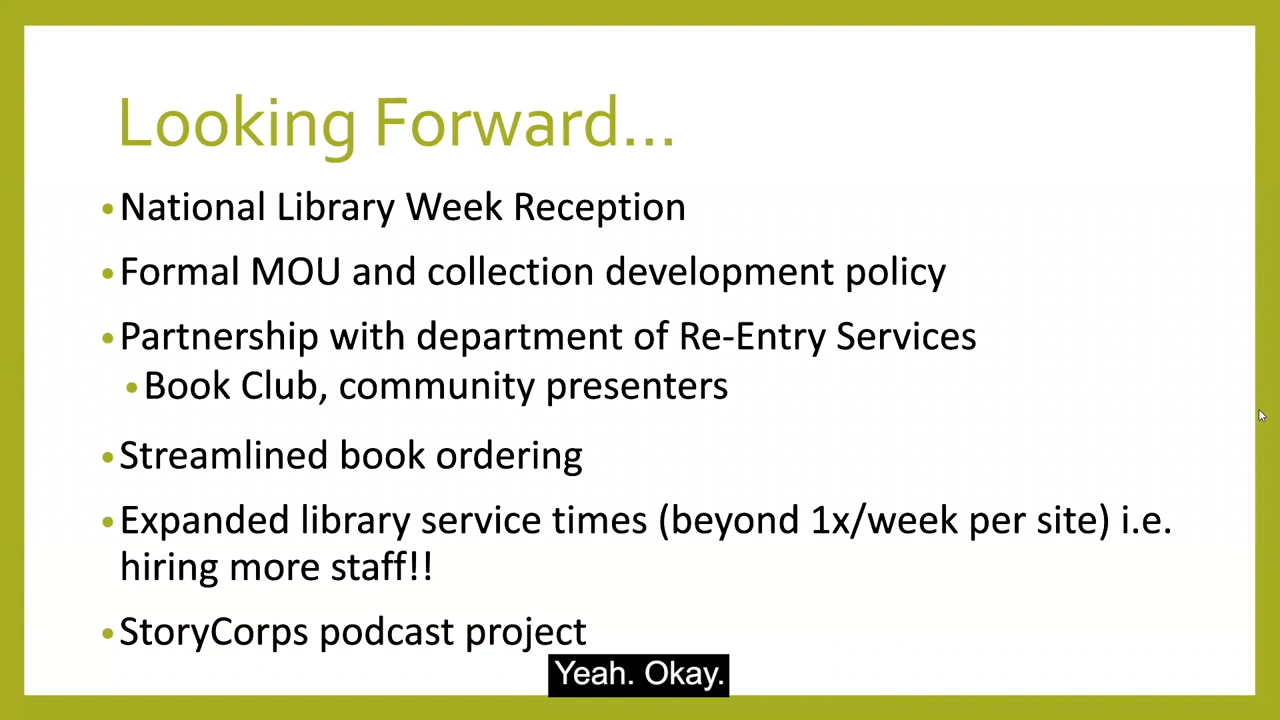 Looking Forward...
•National Library Week Reception
•Formal MOU and collection development policy
•Partnership with department of Re-Entry Services
•Book Club, community presenters
•Streamlined book ordering
•Expanded library service times (beyond 1x/week per site) i.e.
hiring more staff!!
•StoryCorps podcast project
Yeah. Okay.